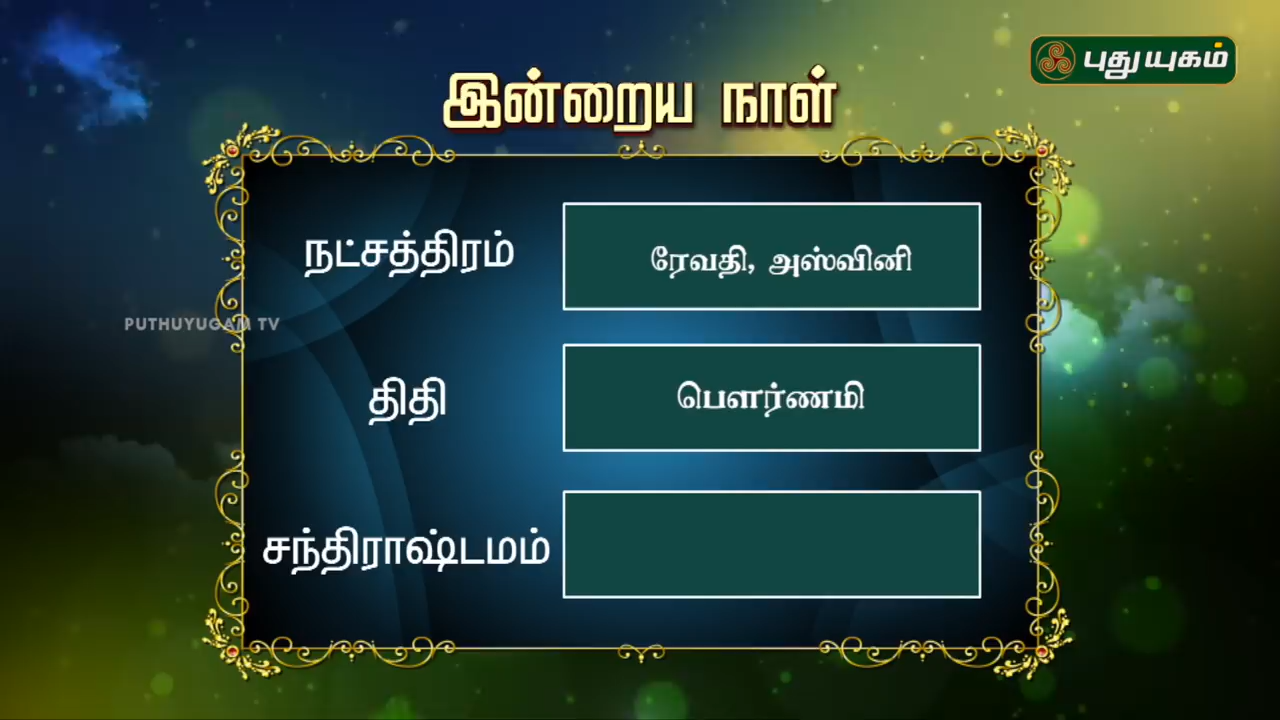 புதுயுகம்
இன்றைய நாள்
நட்சத்திரம்
ரேவதி, அஸ்வினி
PUTHUYUGAM TV
திதி
பௌர்ணமி
சந்திராஷ்டமம்